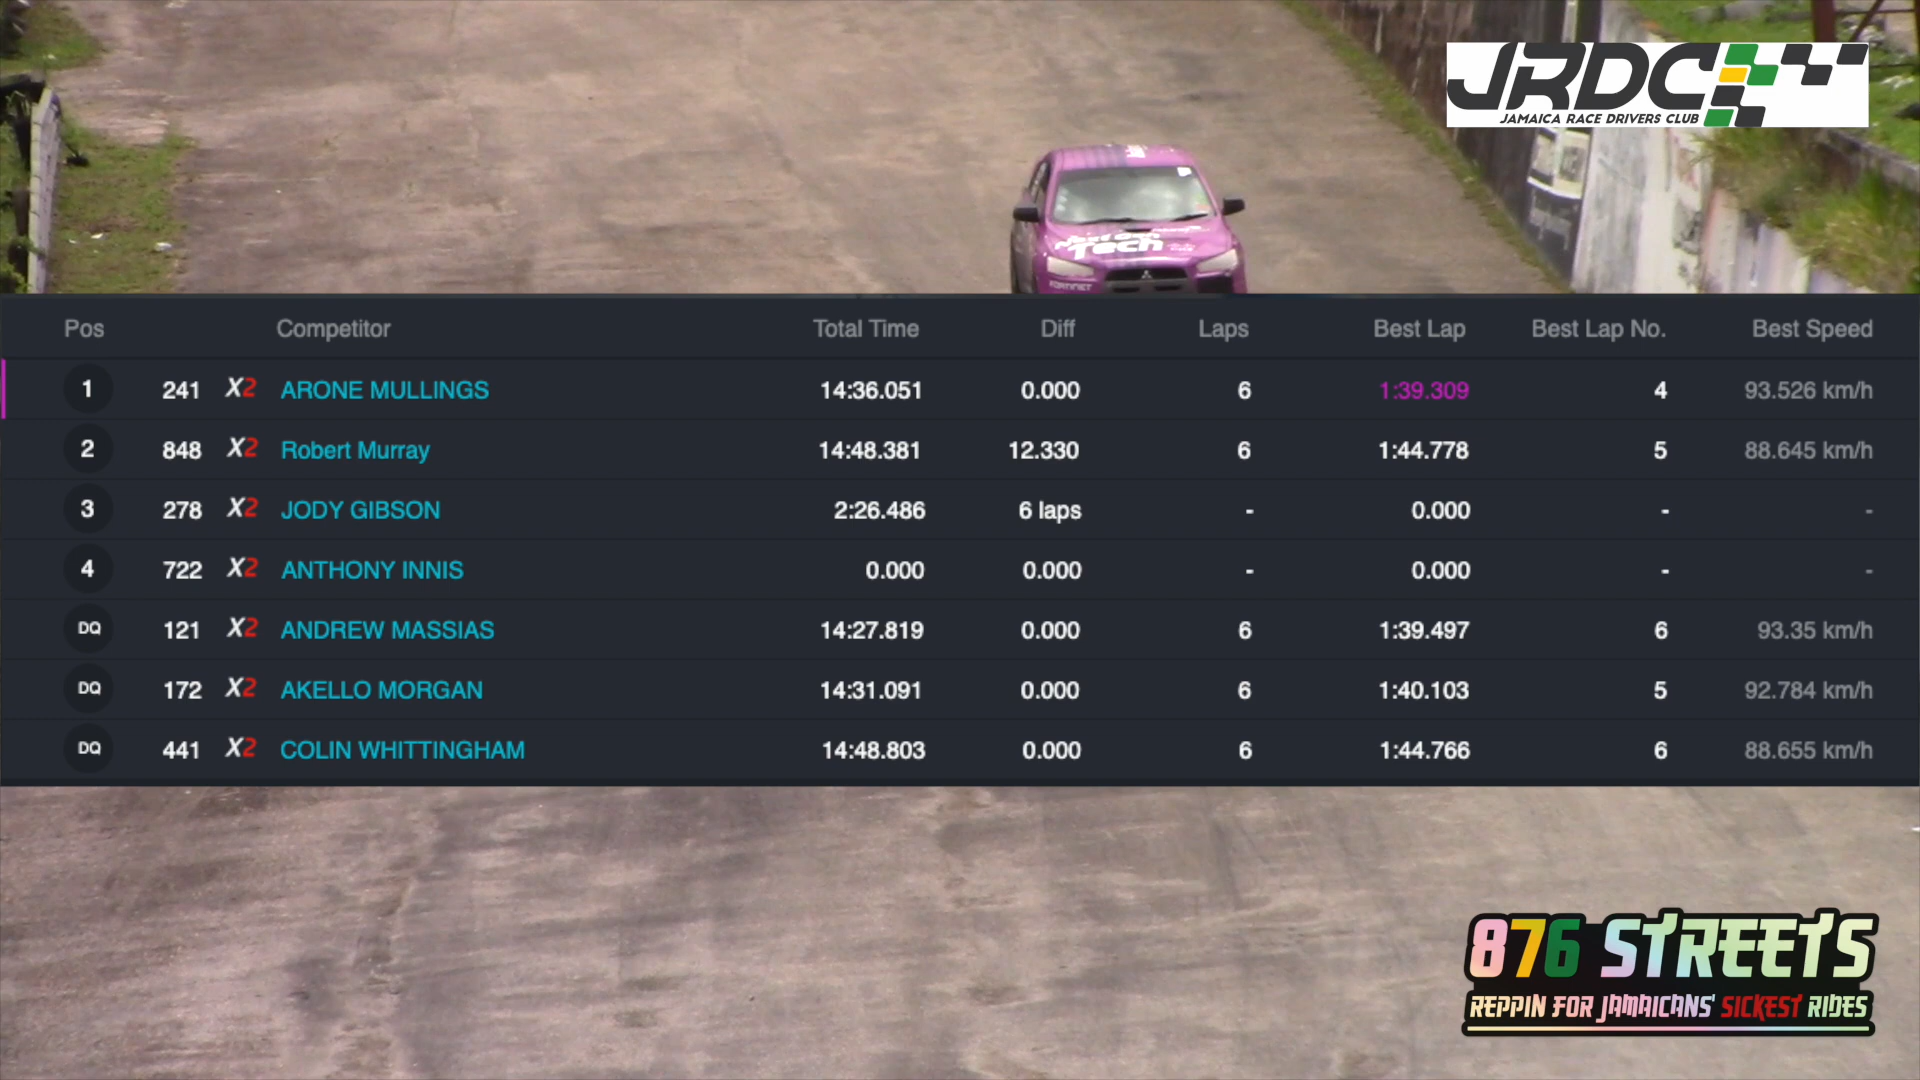 JRDC
JAMAICA RACE DRIVERS CLUB
Tech
Pos Competitor Total Time Diff Laps Best Lap Best Lap No. Best Speed
1 241 X2 ARONE MULLINGS 14:36.051 0.000 6 1:39.309 4 93.526 km/h
2 848 X2 Robert Murray 14:48.381 12.330 6 1:44.778 5 88.645 km/h
3 278 X2 JODY GIBSON 2:26.486 6 laps - 0.000 - -
4 722 X2 ANTHONY INNIS 0.000 0.000 - 0.000 - -
DQ 121 X2 ANDREW MASSIAS 14:27.819 0.000 6 1:39.497 6 93.35 km/h
DQ 172 X2 AKELLO MORGAN 14:31.091 0.000 6 1:40.103 5 92.784 km/h
DQ 441 X2 COLIN WHITTINGHAM 14:48.803 0.000 6 1:44.766 6 88.655 km/h
876 STREETS
REPPIN FOR JAMAICANS' SICKEST RIDES